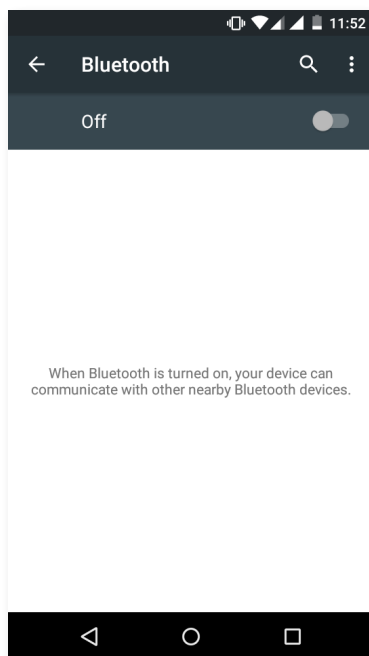 11:52
Bluetooth
Off
When Bluetooth is turned on, your device can
communicate with other nearby Bluetooth devices.